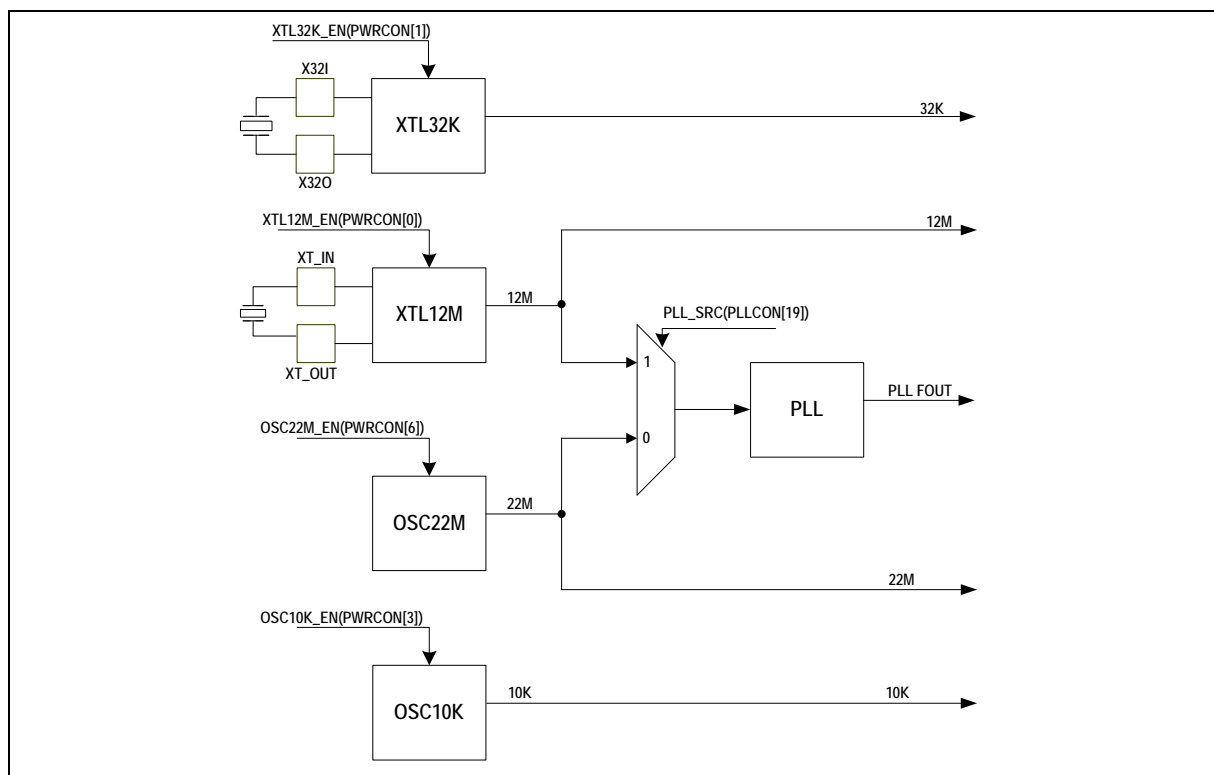 XTL32K_EN(PWRCON[1])
X32I
XTL32K
32K
X32O
XTL12M_EN(PWRCON[0])
12M
XT_IN
XTL12M
12M
PLL_SRC(PLLCON[19])
XT_OUT
1
PLL
PLL FOUT
OSC22M_EN(PWRCON[6])
0
OSC22M
22M
22M
OSC10K_EN(PWRCON[3])
OSC10K
10K
10K